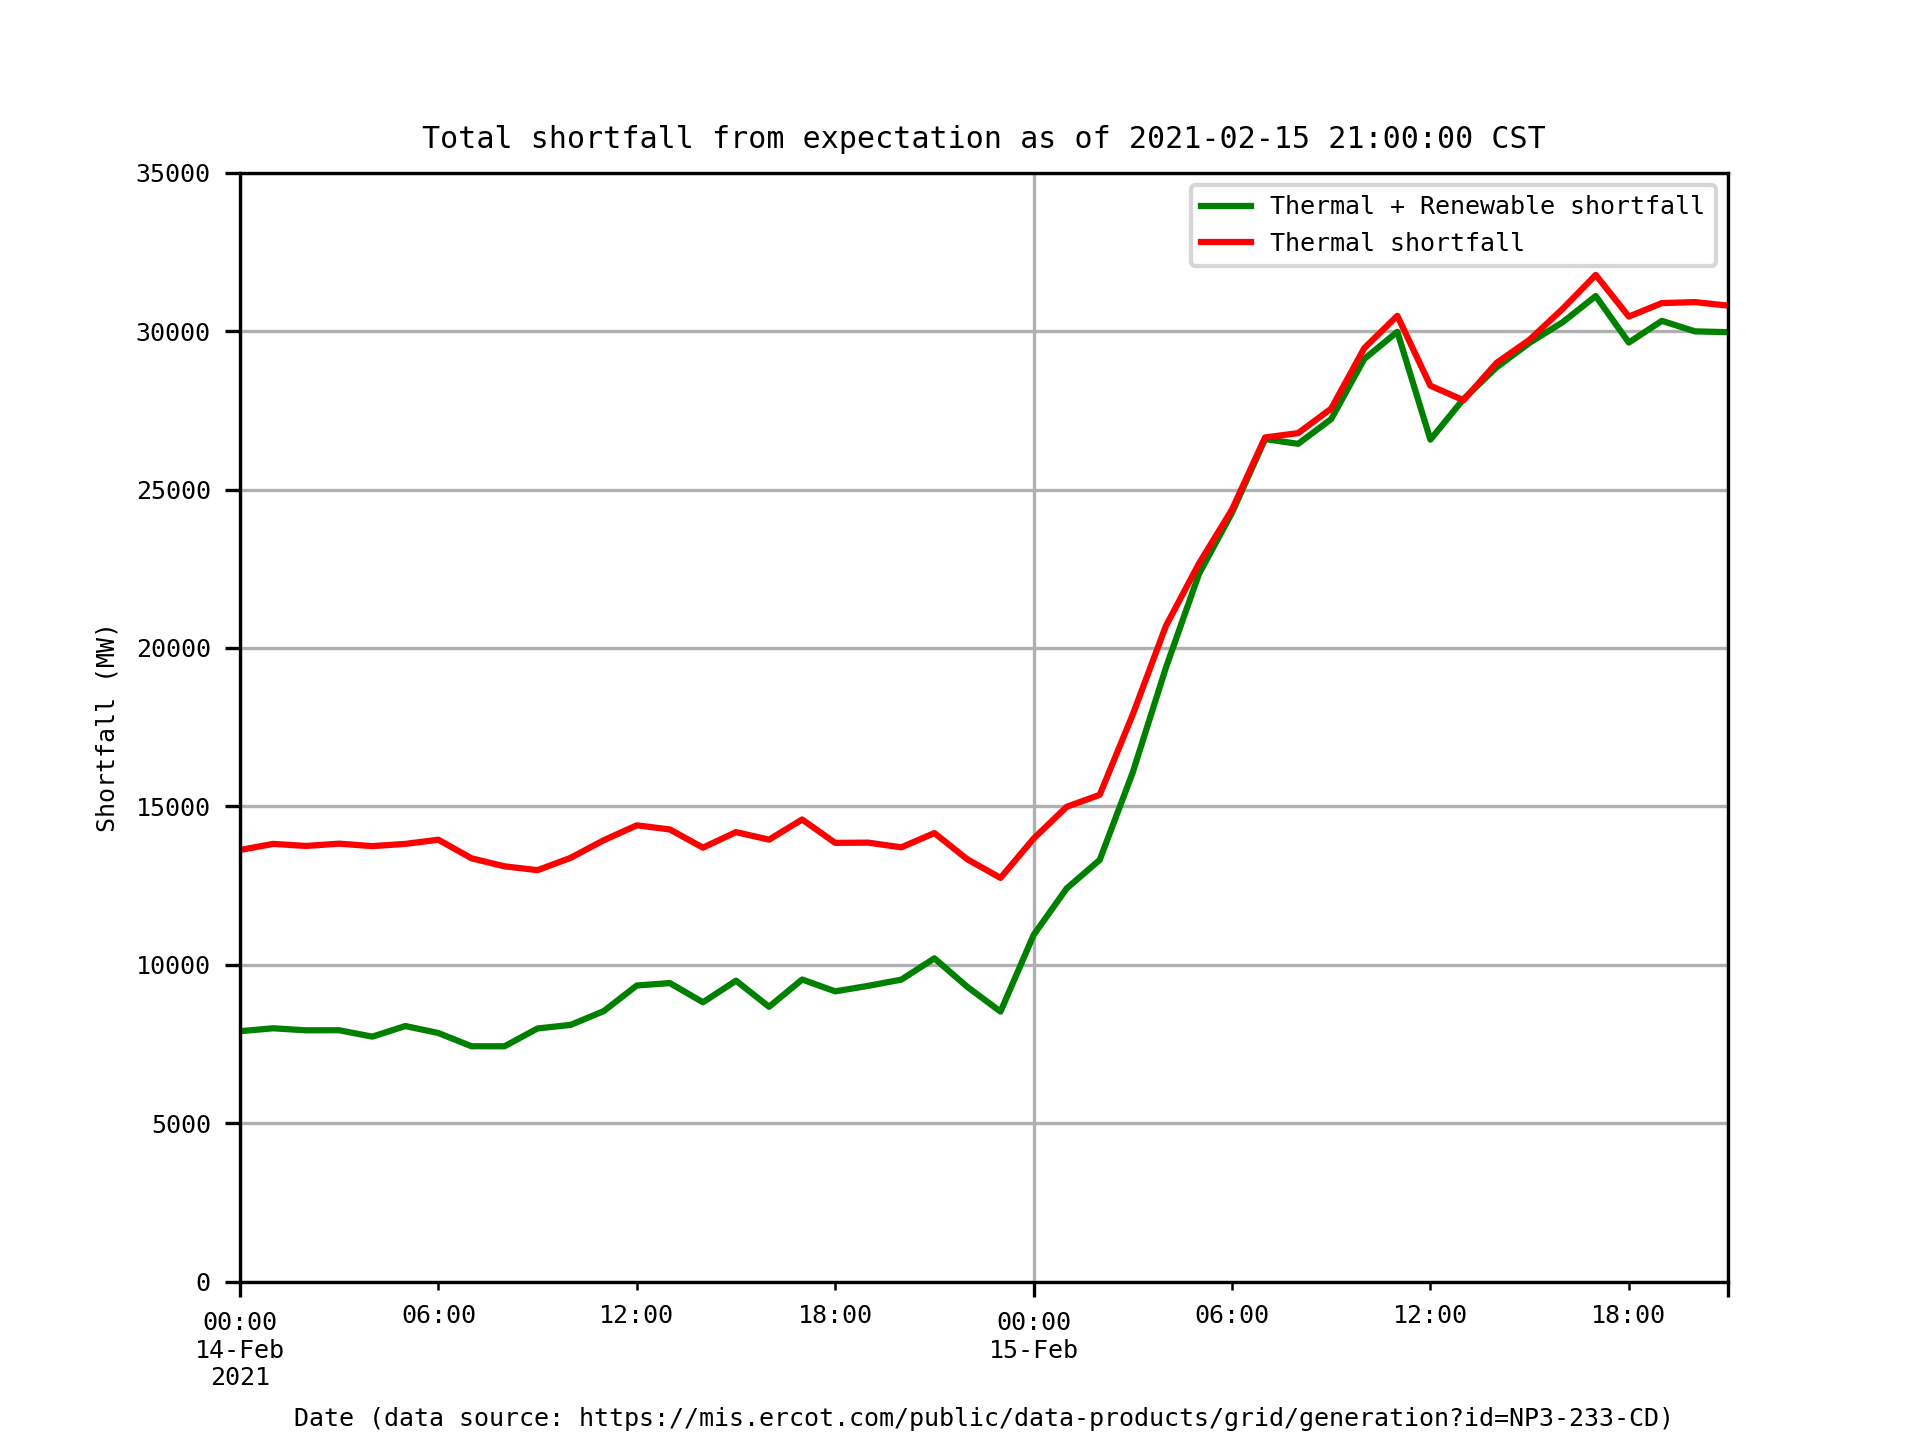 Total shortfall from expectation as of 2021-02-15 21:00:00 CST
Thermal + Renewable shortfall
Thermal shortfall
Shortfall (MW)
35000
30000
25000
20000
15000
10000
5000
0
00:00
14-Feb
2021
06:00
12:00
18:00
00:00
15-Feb
06:00
12:00
18:00
Date (data source: https://mis.ercot.com/public/data-products/grid/generation?id=NP3-233-CD)